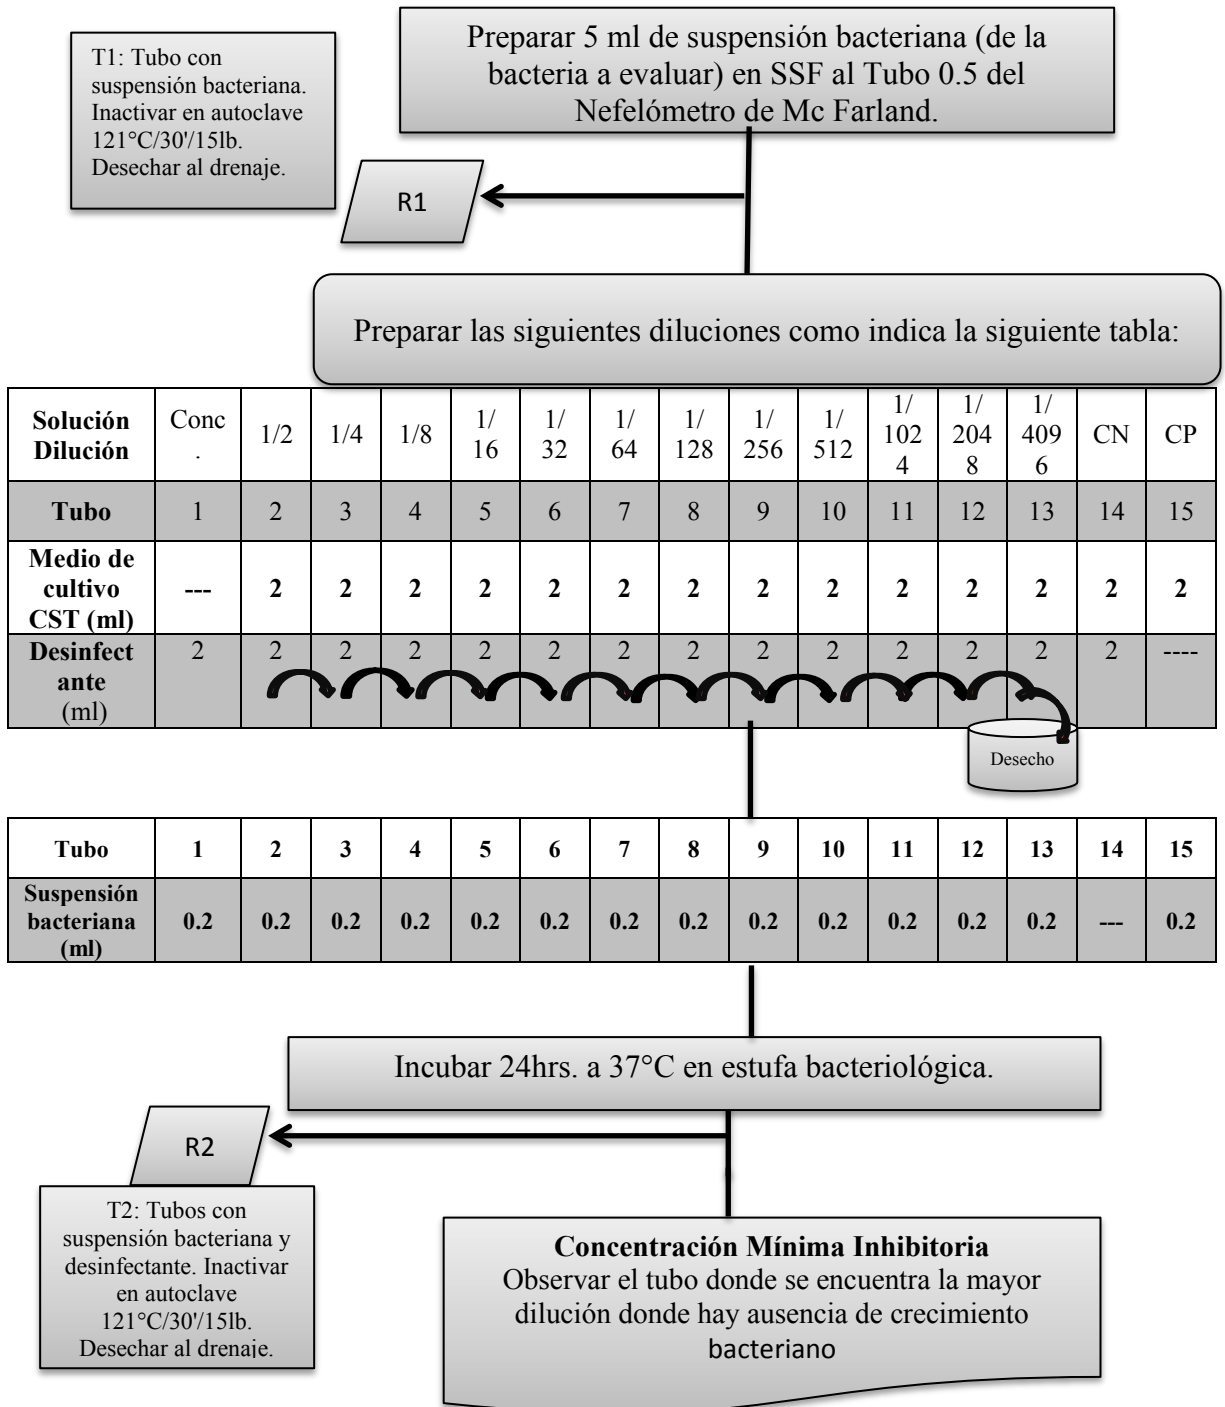 T1: Tubo con
suspensión bacteriana.
Inactivar en autoclave
121°C/30'/15lb.
Desechar al drenaje.
Preparar 5 ml de suspensión bacteriana (de la
bacteria a evaluar) en SSF al Tubo 0.5 del
Nefelómetro de Mc Farland.
R1
Preparar las siguientes diluciones como indica la siguiente tabla:
Solución Dilución Conc. 1/2 1/4 1/8 1/16 1/32 1/64 1/128 1/256 1/512 1/1024 1/2048 1/4096 CN CP
Tubo 1 2 3 4 5 6 7 8 9 10 11 12 13 14 15
Medio de cultivo CST (ml) --- 2 2 2 2 2 2 2 2 2 2 2 2 2 2
Desinfectante (ml) 2 2 2 2 2 2 2 2 2 2 2 2 2 2 ----
Desecho
Tubo 1 2 3 4 5 6 7 8 9 10 11 12 13 14 15
Suspensión bacteriana (ml) 0.2 0.2 0.2 0.2 0.2 0.2 0.2 0.2 0.2 0.2 0.2 0.2 0.2 --- 0.2
Incubar 24hrs. a 37°C en estufa bacteriológica.
R2
T2: Tubos con
suspensión bacteriana y
desinfectante. Inactivar
en autoclave
121°C/30'/15lb.
Desechar al drenaje.
Concentración Mínima Inhibitoria
Observar el tubo donde se encuentra la mayor
dilución donde hay ausencia de crecimiento
bacteriano